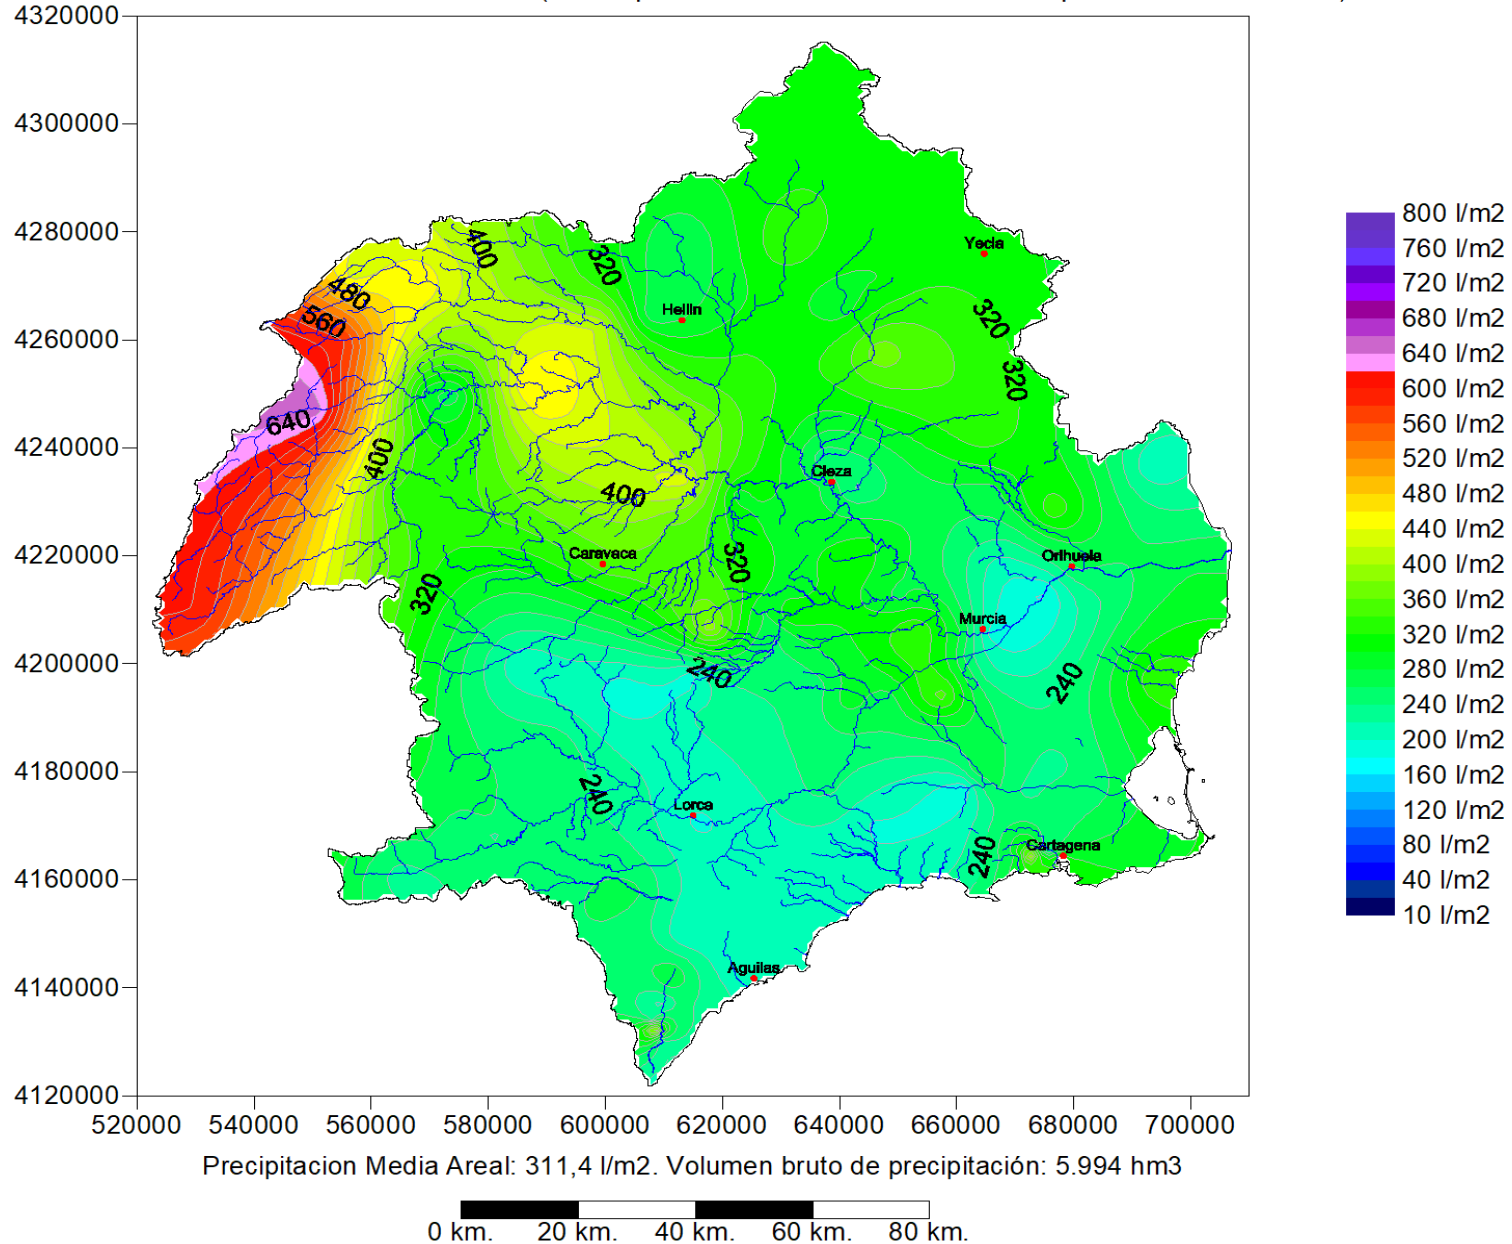 4320000
4300000
4280000
4260000
4240000
4220000
4200000
4180000
4160000
4140000
4120000
520000 540000 560000 580000 600000 620000 640000 660000 680000 700000
400
320
480
560
Yecla
Hellin
320
320
640
400
400
Cieza
Caravaca
320
320
Orihuela
Murcia
240
240
240
Lorca
240
Cartagena
Aguilas
800 l/m2
760 l/m2
720 l/m2
680 l/m2
640 l/m2
600 l/m2
560 l/m2
520 l/m2
480 l/m2
440 l/m2
400 l/m2
360 l/m2
320 l/m2
280 l/m2
240 l/m2
200 l/m2
160 l/m2
120 l/m2
80 l/m2
40 l/m2
10 l/m2
Precipitacion Media Areal: 311,4 l/m2. Volumen bruto de precipitación: 5.994 hm3
0 km. 20 km. 40 km. 60 km. 80 km.